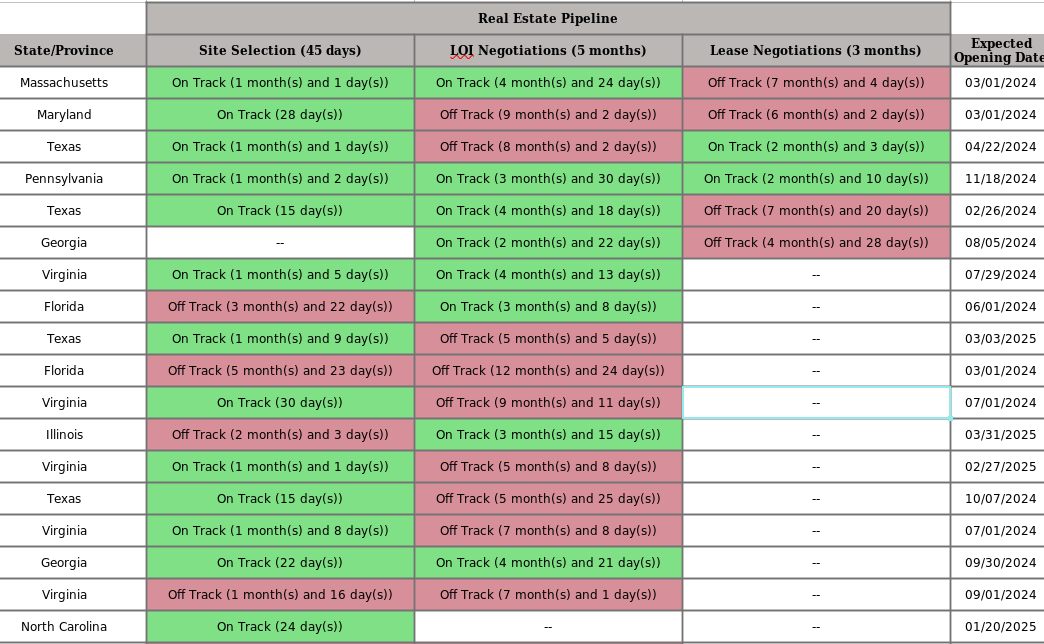 Real Estate Pipeline
State/Province Site Selection (45 days) LOI Negotiations (5 months) Lease Negotiations (3 months) Expected
Opening Date
Massachusetts On Track (1 month(s) and 1 day(s)) On Track (4 month(s) and 24 day(s)) Off Track (7 month(s) and 4 day(s)) 03/01/2024
Maryland On Track (28 day(s)) Off Track (9 month(s) and 2 day(s)) Off Track (6 month(s) and 2 day(s)) 03/01/2024
Texas On Track (1 month(s) and 1 day(s)) Off Track (8 month(s) and 2 day(s)) On Track (2 month(s) and 3 day(s)) 04/22/2024
Pennsylvania On Track (1 month(s) and 2 day(s)) On Track (3 month(s) and 30 day(s)) On Track (2 month(s) and 10 day(s)) 11/18/2024
Texas On Track (15 day(s)) On Track (4 month(s) and 18 day(s)) Off Track (7 month(s) and 20 day(s)) 02/26/2024
Georgia -- On Track (2 month(s) and 22 day(s)) Off Track (4 month(s) and 28 day(s)) 08/05/2024
Virginia On Track (1 month(s) and 5 day(s)) On Track (4 month(s) and 13 day(s)) -- 07/29/2024
Florida Off Track (3 month(s) and 22 day(s)) On Track (3 month(s) and 8 day(s)) -- 06/01/2024
Texas On Track (1 month(s) and 9 day(s)) Off Track (5 month(s) and 5 day(s)) -- 03/03/2025
Florida Off Track (5 month(s) and 23 day(s)) Off Track (12 month(s) and 24 day(s)) -- 03/01/2024
Virginia On Track (30 day(s)) Off Track (9 month(s) and 11 day(s)) -- 07/01/2024
Illinois Off Track (2 month(s) and 3 day(s)) On Track (3 month(s) and 15 day(s)) -- 03/31/2025
Virginia On Track (1 month(s) and 1 day(s)) Off Track (5 month(s) and 8 day(s)) -- 02/27/2025
Texas On Track (15 day(s)) Off Track (5 month(s) and 25 day(s)) -- 10/07/2024
Virginia On Track (1 month(s) and 8 day(s)) Off Track (7 month(s) and 8 day(s)) -- 07/01/2024
Georgia On Track (22 day(s)) On Track (4 month(s) and 21 day(s)) -- 09/30/2024
Virginia Off Track (1 month(s) and 16 day(s)) Off Track (7 month(s) and 1 day(s)) -- 09/01/2024
North Carolina On Track (24 day(s)) -- -- 01/20/2025